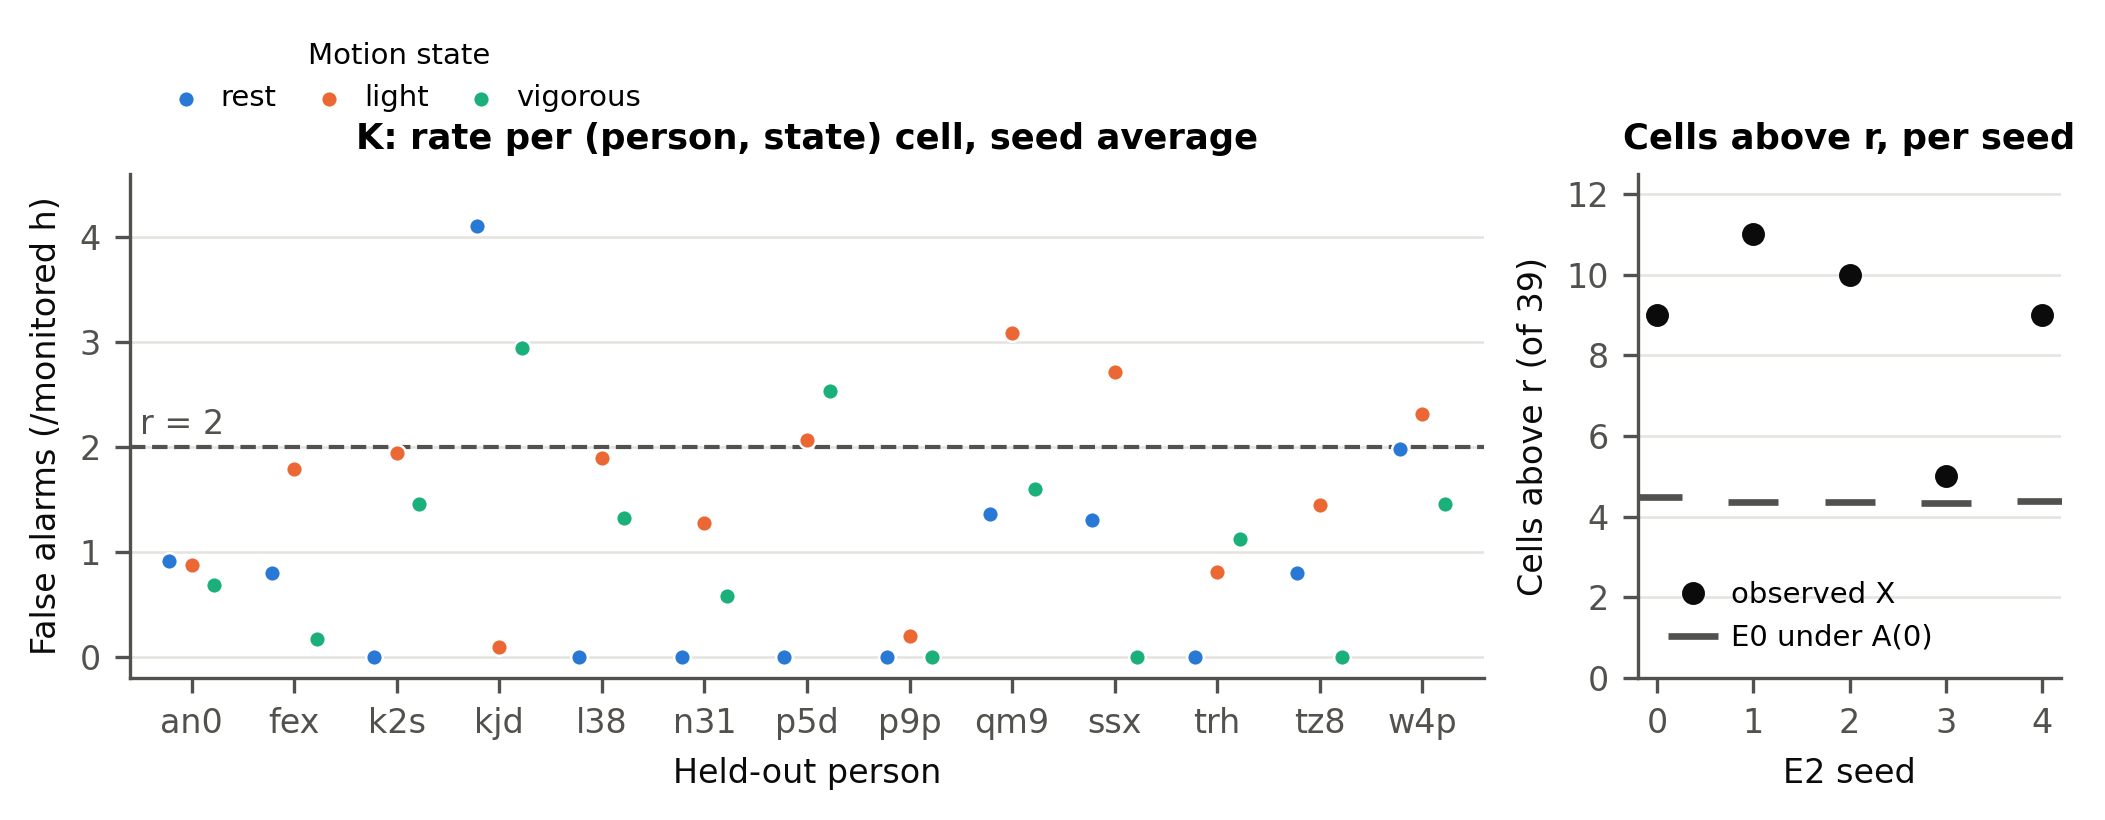 Motion state
rest light vigorous
K: rate per (person, state) cell, seed average
False alarms (/monitored h)
4
3
2
1
0
r = 2
an0 fex k2s kjd l38 n31 p5d p9p qm9 ssx trh tz8 w4p
Held-out person
Cells above r, per seed
Cells above r (of 39)
12
10
8
6
4
2
0
observed X
E0 under A(0)
0 1 2 3 4
E2 seed